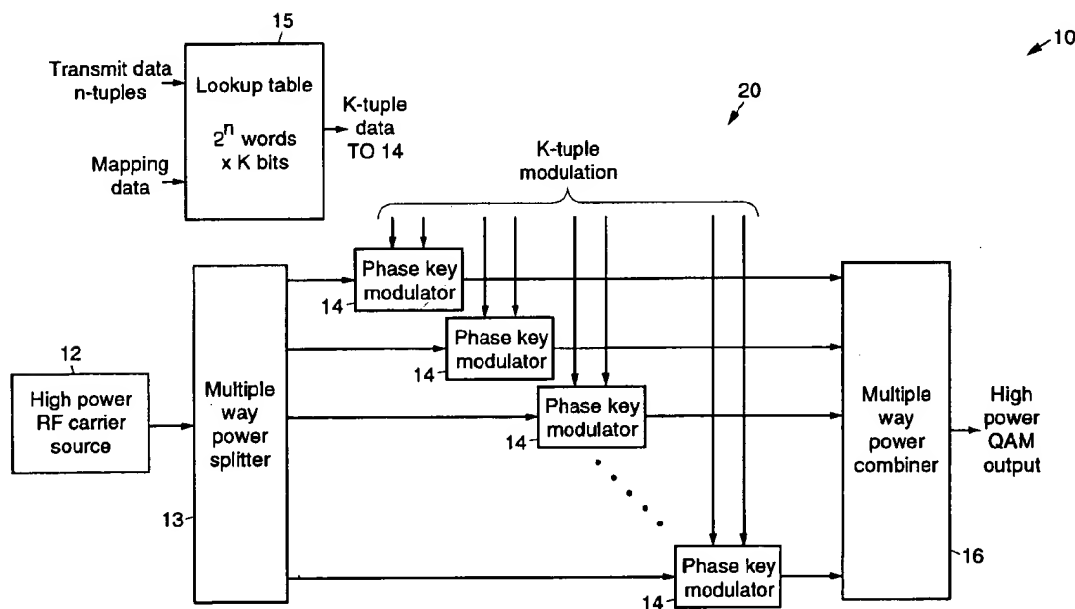 15
10
Transmit data
n-tuples
Lookup table
2^n words
x K bits
K-tuple
data
TO 14
Mapping
data
20
K-tuple
modulation
Phase key
modulator
14
Phase key
modulator
14
Phase key
modulator
14
12
High power
RF carrier
source
Multiple
way
power
splitter
13
Multiple
way
power
combiner
High
power
QAM
output
Phase key
modulator
14
16